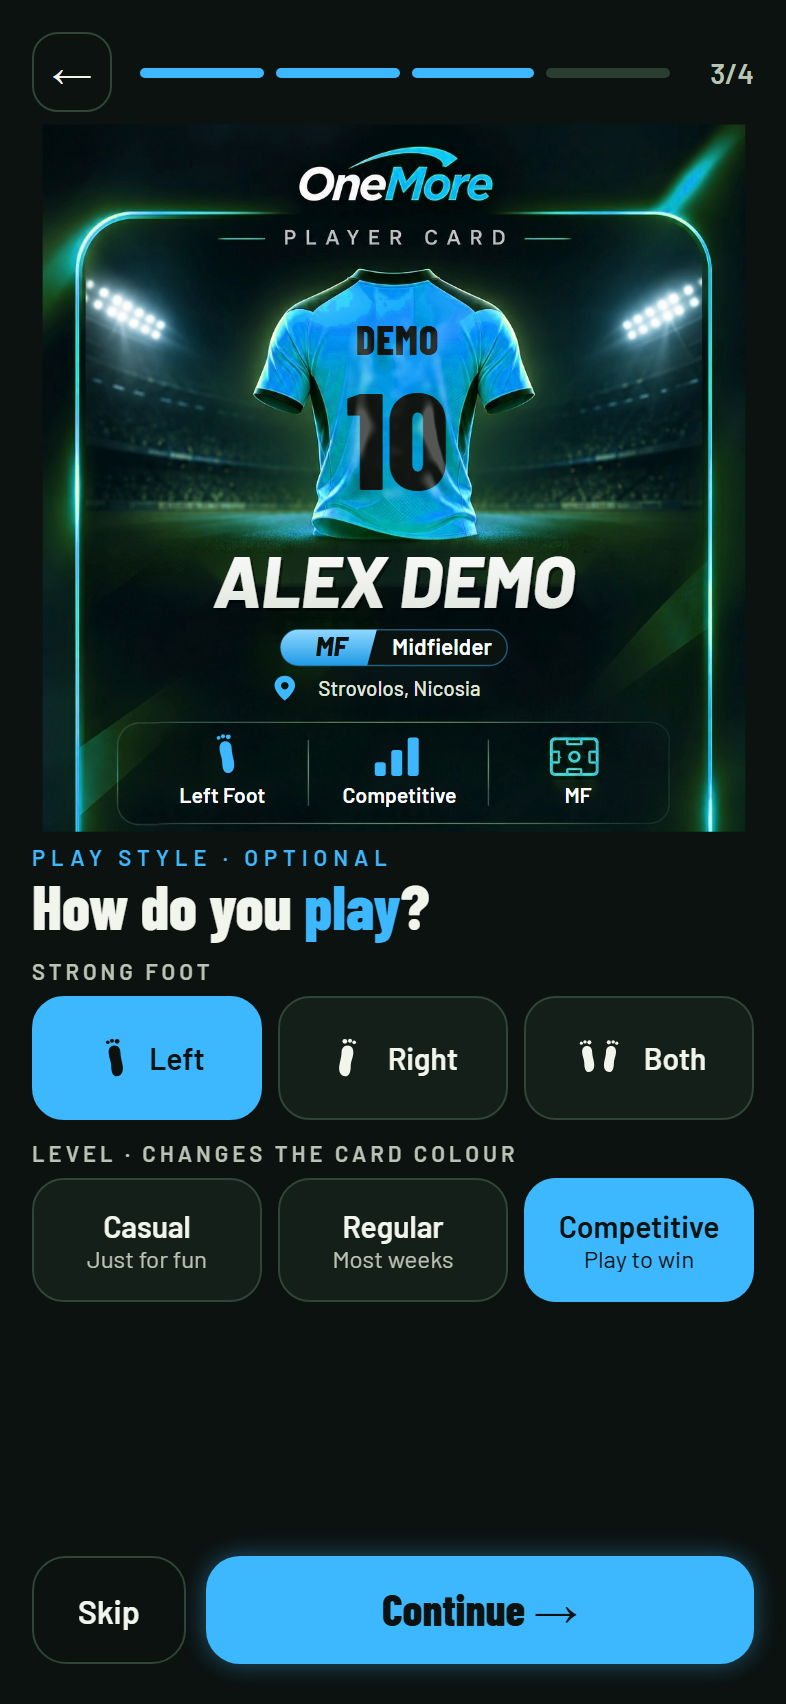 ← 3/4
OneMore
PLAYER CARD
DEMO
10
ALEX DEMO
MF Midfielder
Strovolos, Nicosia
Left Foot Competitive MF
PLAY STYLE · OPTIONAL
How do you play?
STRONG FOOT
Left Right Both
LEVEL · CHANGES THE CARD COLOUR
Casual Regular Competitive
Just for fun Most weeks Play to win
Skip Continue →